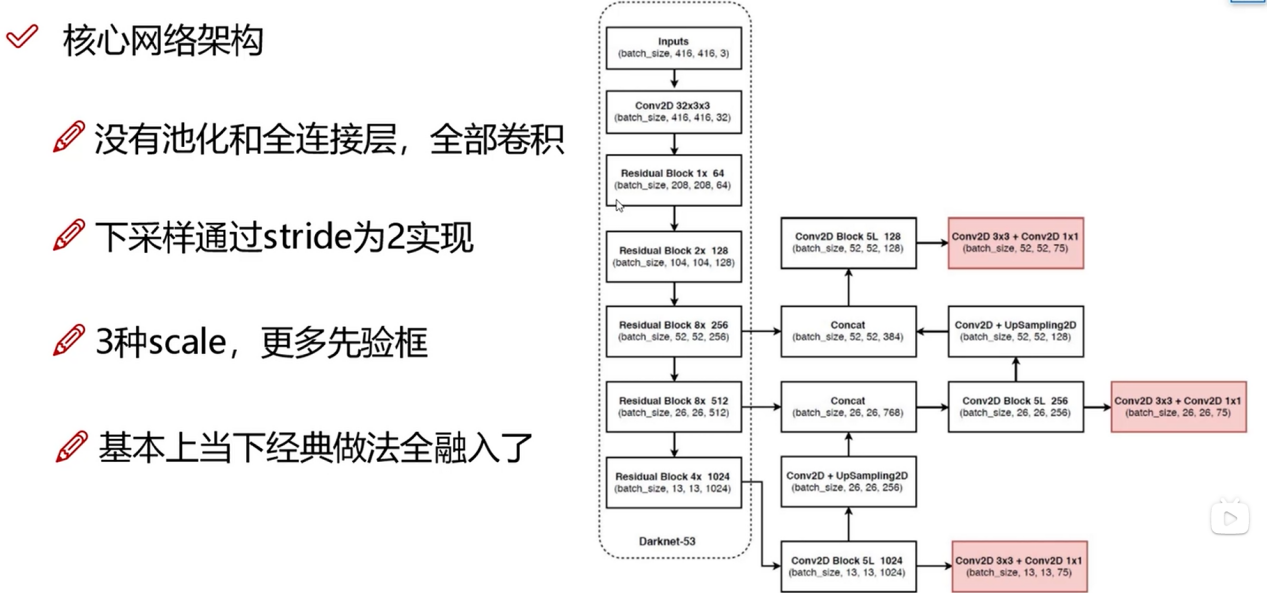 核心网络架构
没有池化和全连接层，全部卷积
下采样通过stride为2实现
3种scale，更多先验框
基本上当下经典做法全融入了
Inputs
(batch_size, 416, 416, 3)
Conv2D 32x3x3
(batch_size, 416, 416, 32)
Residual Block 1x 64
(batch_size, 208, 208, 64)
Residual Block 2x 128
(batch_size, 104, 104, 128)
Residual Block 8x 256
(batch_size, 52, 52, 256)
Residual Block 8x 512
(batch_size, 26, 26, 512)
Residual Block 4x 1024
(batch_size, 13, 13, 1024)
Darknet-53
Conv2D Block 5L 128
(batch_size, 52, 52, 128)
Conv2D 3x3 + Conv2D 1x1
(batch_size, 52, 52, 75)
Concat
(batch_size, 52, 52, 384)
Conv2D + UpSampling2D
(batch_size, 52, 52, 128)
Concat
(batch_size, 26, 26, 768)
Conv2D Block 5L 256
(batch_size, 26, 26, 256)
Conv2D 3x3 + Conv2D 1x1
(batch_size, 26, 26, 75)
Conv2D + UpSampling2D
(batch_size, 26, 26, 256)
Conv2D Block 5L 1024
(batch_size, 13, 13, 1024)
Conv2D 3x3 + Conv2D 1x1
(batch_size, 13, 13, 75)